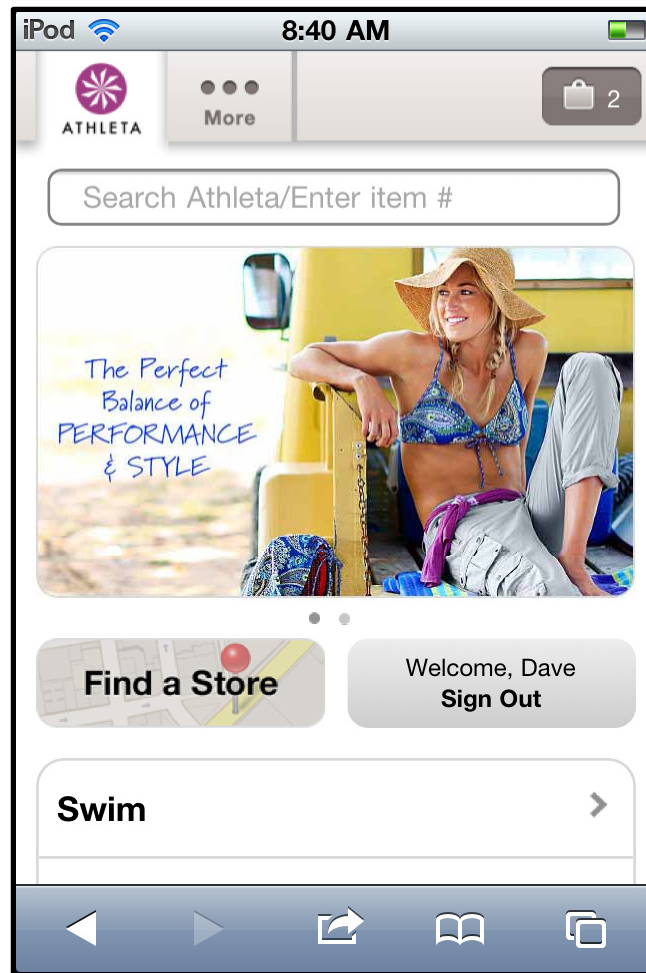 iPod
8:40 AM
ATHLETA
More
2
Search Athleta/Enter item #
The Perfect
Balance of
PERFORMANCE
& STYLE
Find a Store
Welcome, Dave
Sign Out
Swim